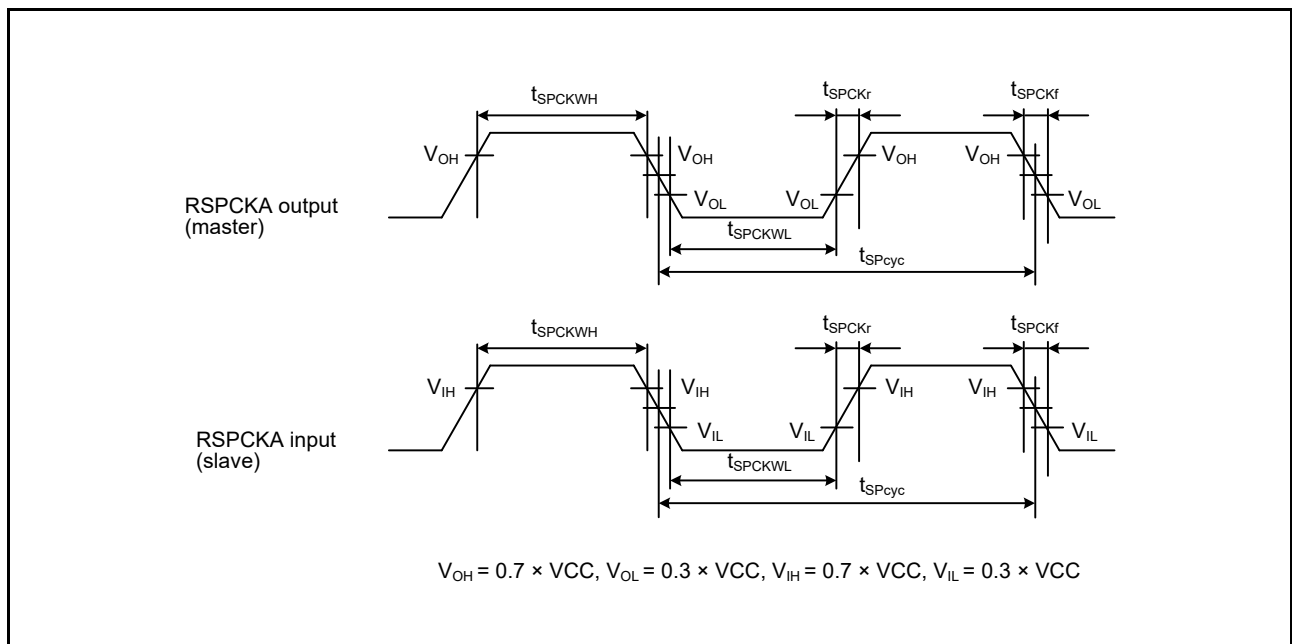 tSPCKWH
tSPCKr
tSPCKf
VOH
VOH
VOH
VOH
RSPCKA output
(master)
VOL
VOL
VOL
tSPCKWL
tSPcyc
tSPCKWH
tSPCKr
tSPCKf
VIH
VIH
VIH
VIH
RSPCKA input
(slave)
VIL
VIL
VIL
tSPCKWL
tSPcyc
VOH = 0.7 × VCC, VOL = 0.3 × VCC, VIH = 0.7 × VCC, VIL = 0.3 × VCC